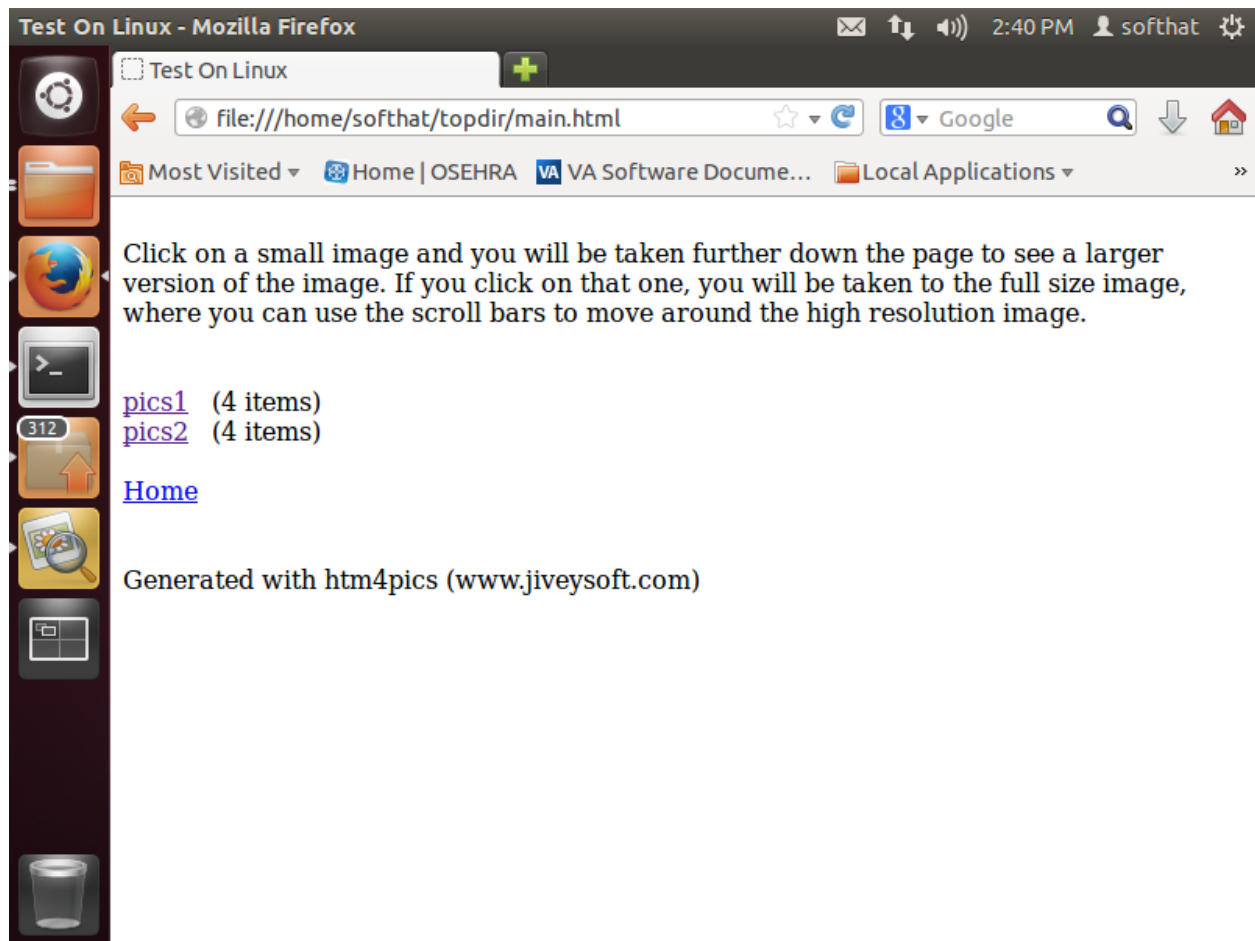 Test On Linux - Mozilla Firefox 2:40 PM softhat
Test On Linux
file:///home/softhat/topdir/main.html 8 Google
Most Visited Home | OSEHRA VA VA Software Docume... Local Applications »
Click on a small image and you will be taken further down the page to see a larger
version of the image. If you click on that one, you will be taken to the full size image,
where you can use the scroll bars to move around the high resolution image.
>_
pics1 (4 items)
312
pics2 (4 items)
Home
Generated with htm4pics (www.jiveysoft.com)